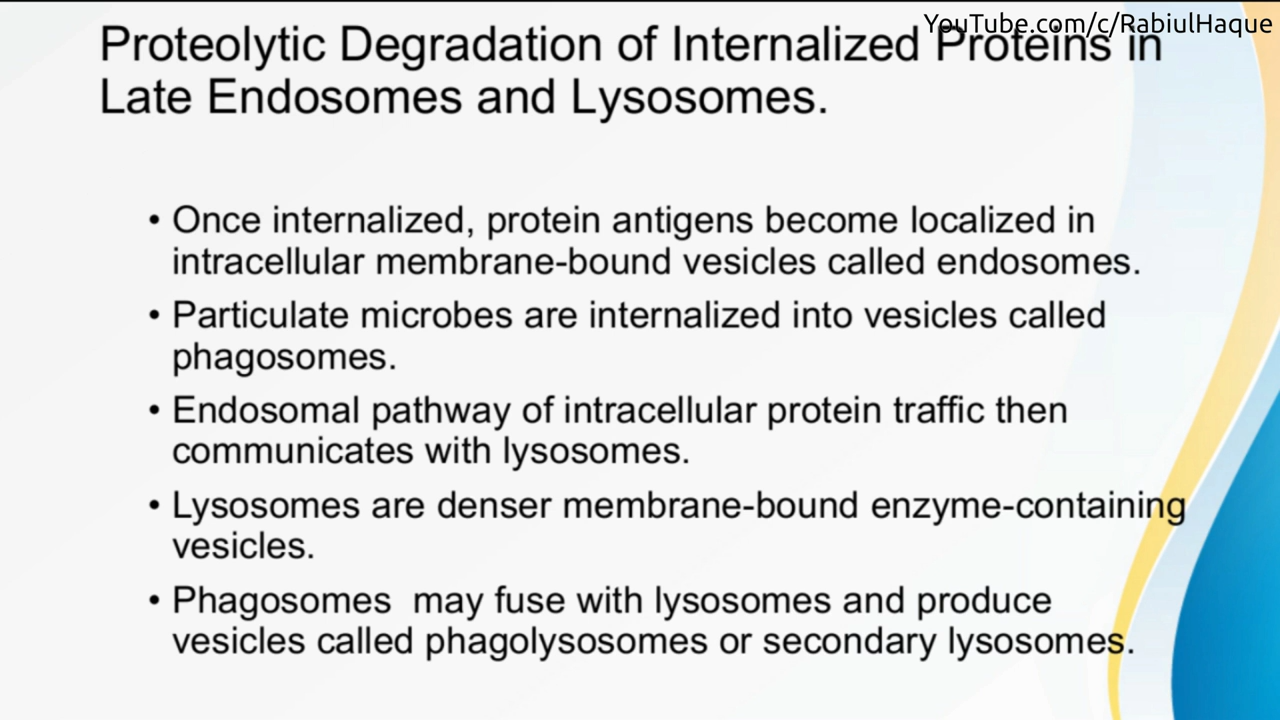 YouTube.com/c/RabiulHaque
Proteolytic Degradation of Internalized Proteins in
Late Endosomes and Lysosomes.
• Once internalized, protein antigens become localized in
intracellular membrane-bound vesicles called endosomes.
• Particulate microbes are internalized into vesicles called
phagosomes.
• Endosomal pathway of intracellular protein traffic then
communicates with lysosomes.
• Lysosomes are denser membrane-bound enzyme-containing
vesicles.
• Phagosomes  may fuse with lysosomes and produce
vesicles called phagolysosomes or secondary lysosomes.